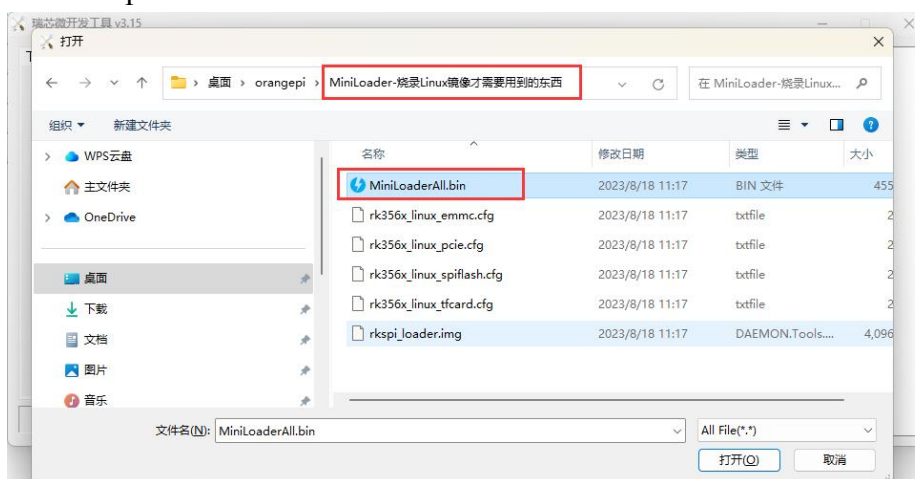 瑞芯微开发工具 v3.15
打开
桌面 › orangepi › MiniLoader-烧录Linux镜像才需要用到的东西
在 MiniLoader-烧录Linux...
组织 新建文件夹
名称 修改日期 类型 大小
WPS云盘
MiniLoaderAll.bin 2023/8/18 11:17 BIN 文件 455
主文件夹
rk356x_linux_emmc.cfg 2023/8/18 11:17 txtfile 2
OneDrive
rk356x_linux_pcie.cfg 2023/8/18 11:17 txtfile 2
rk356x_linux_spiflash.cfg 2023/8/18 11:17 txtfile 2
桌面
rk356x_linux_tfcard.cfg 2023/8/18 11:17 txtfile 2
下载
rkspi_loader.img 2023/8/18 11:17 DAEMON.Tools.... 4,096
文档
图片
音乐
文件名(N): MiniLoaderAll.bin All File(*.*)
打开(O) 取消